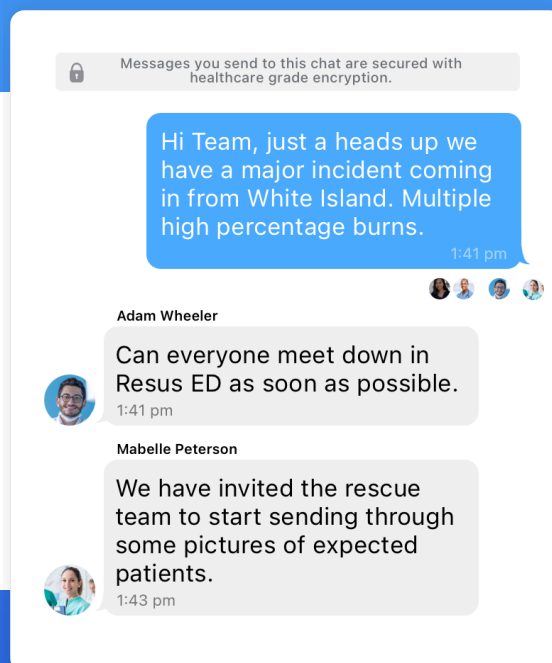 Messages you send to this chat are secured with
healthcare grade encryption.
Hi Team, just a heads up we
have a major incident coming
in from White Island. Multiple
high percentage burns.
1:41 pm
Adam Wheeler
Can everyone meet down in
Resus ED as soon as possible.
1:41 pm
Mabelle Peterson
We have invited the rescue
team to start sending through
some pictures of expected
patients.
1:43 pm